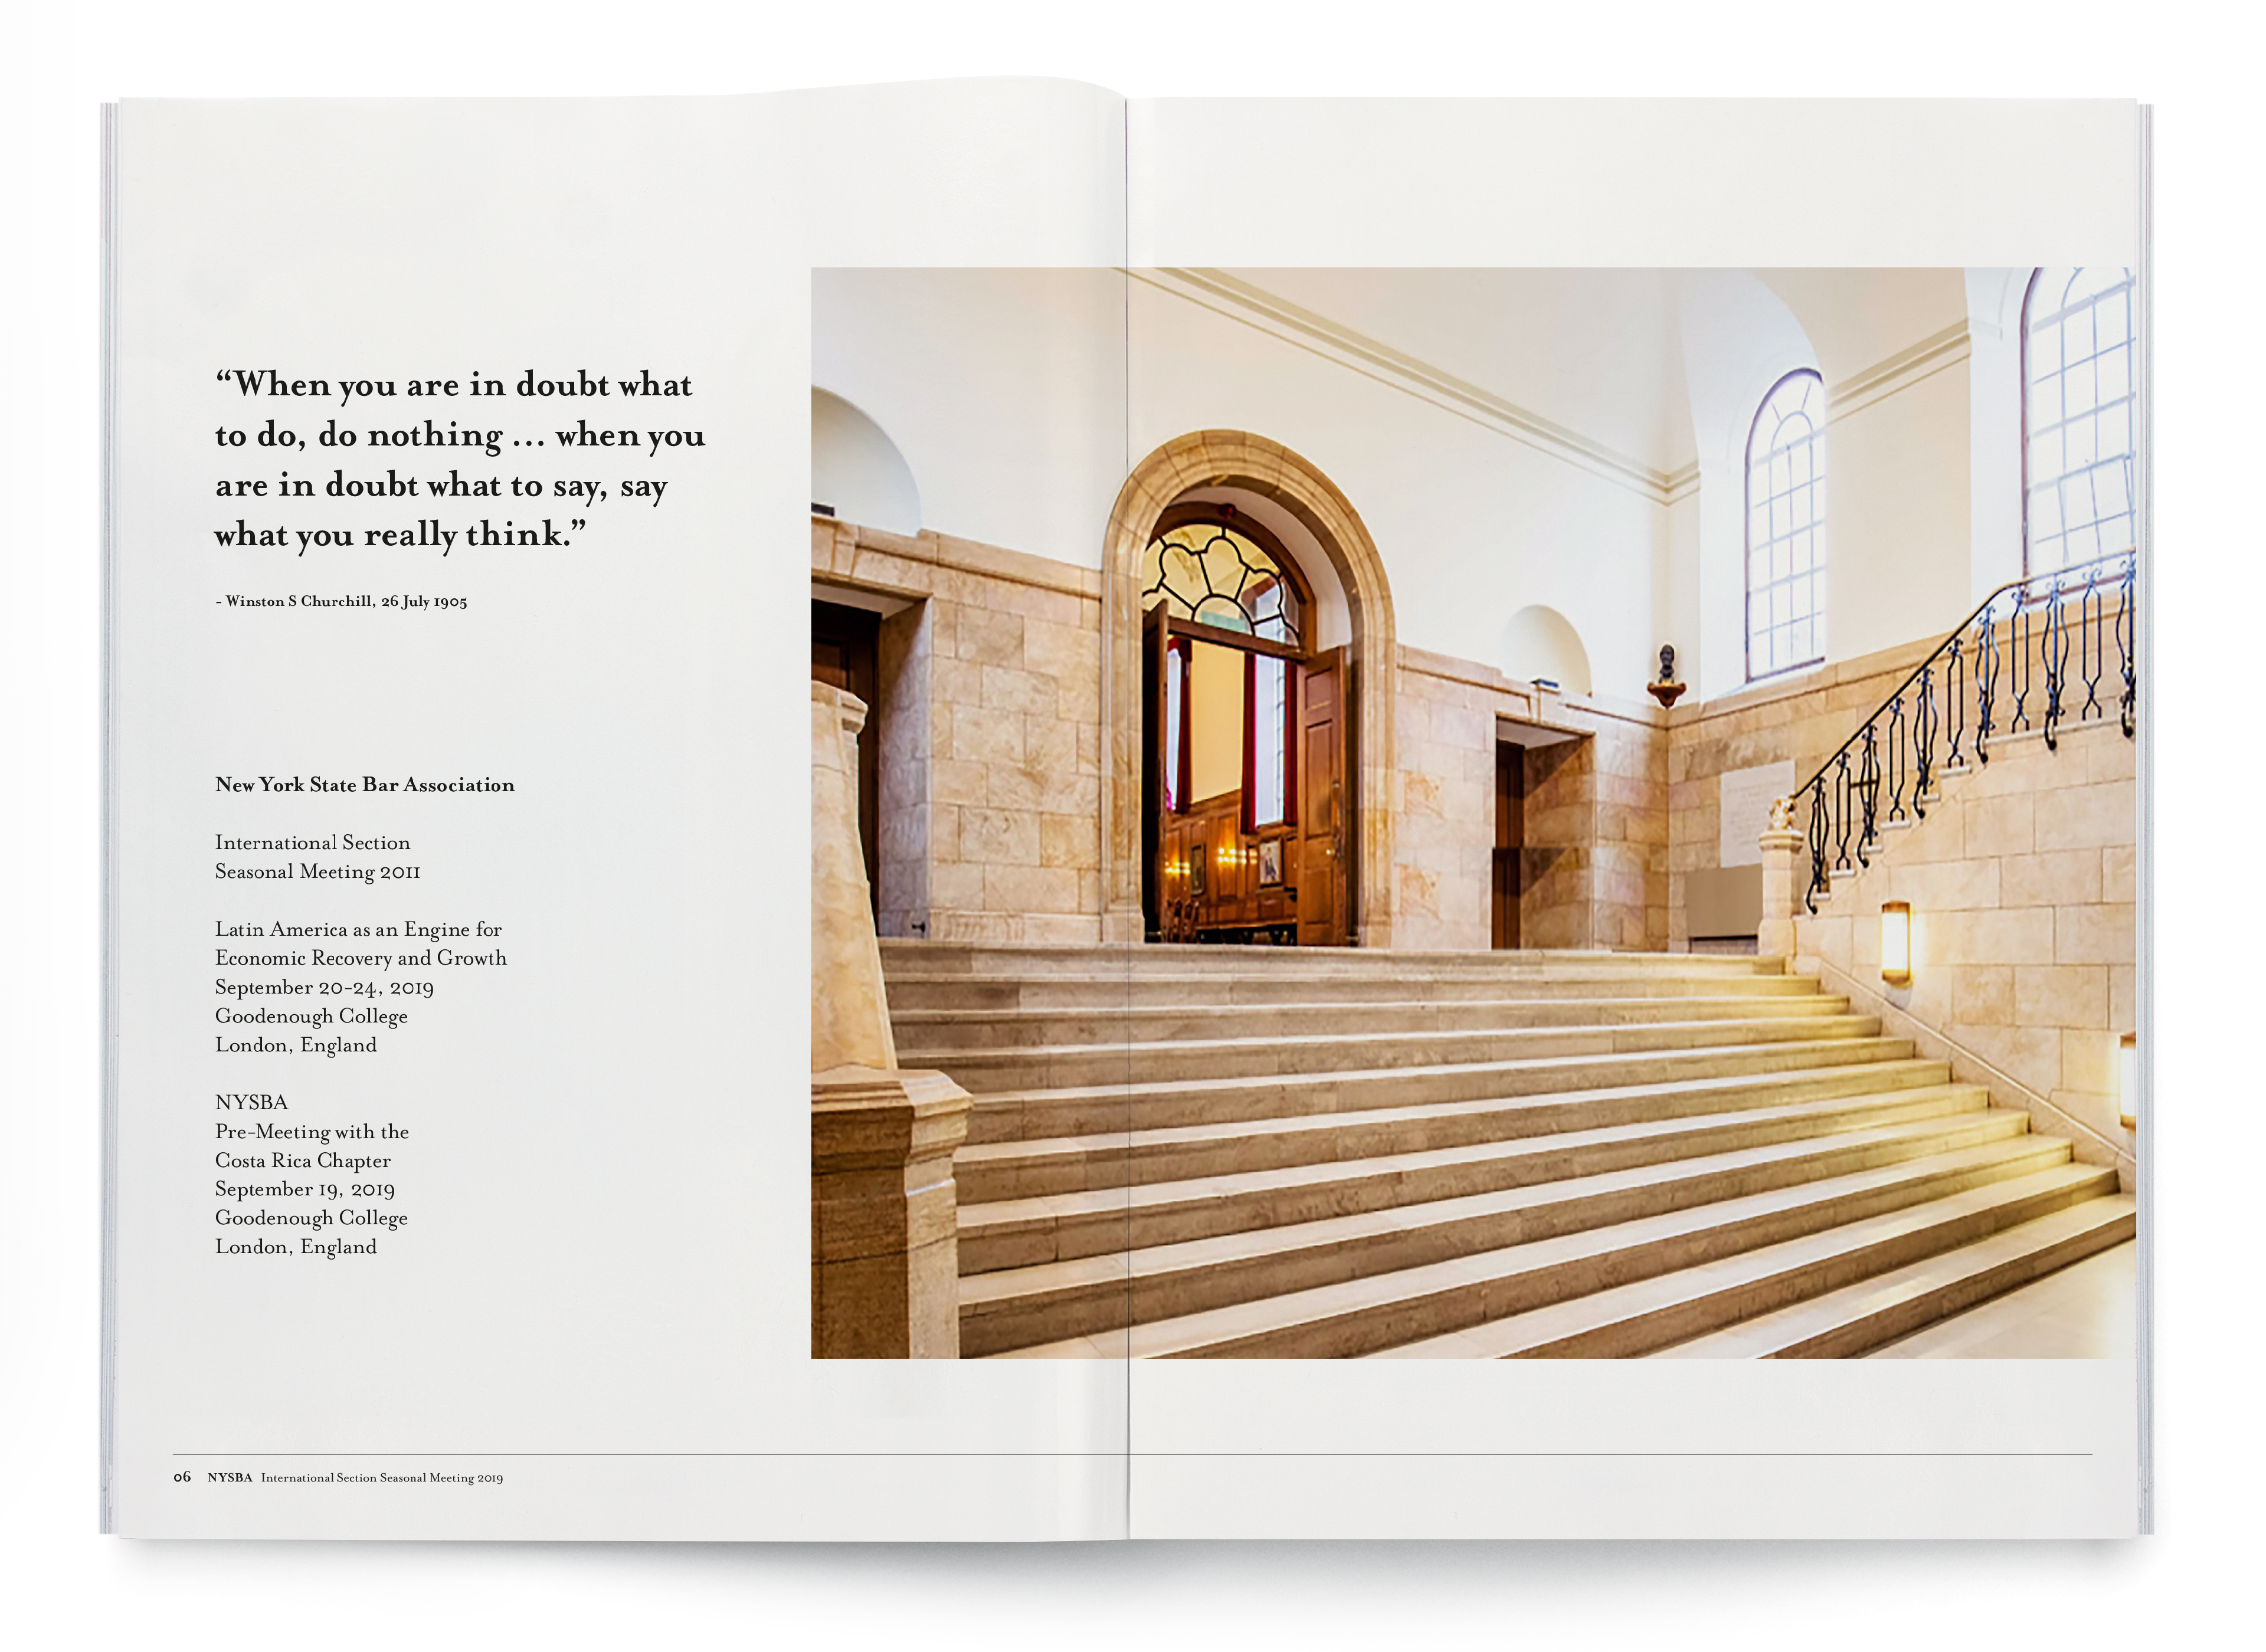 “When you are in doubt what
to do, do nothing ... when you
are in doubt what to say, say
what you really think.”
- Winston S Churchill, 26 July 1905
New York State Bar Association
International Section
Seasonal Meeting 2011
Latin America as an Engine for
Economic Recovery and Growth
September 20-24, 2019
Goodenough College
London, England
NYSBA
Pre-Meeting with the
Costa Rica Chapter
September 19, 2019
Goodenough College
London, England
06 NYSBA International Section Seasonal Meeting 2019